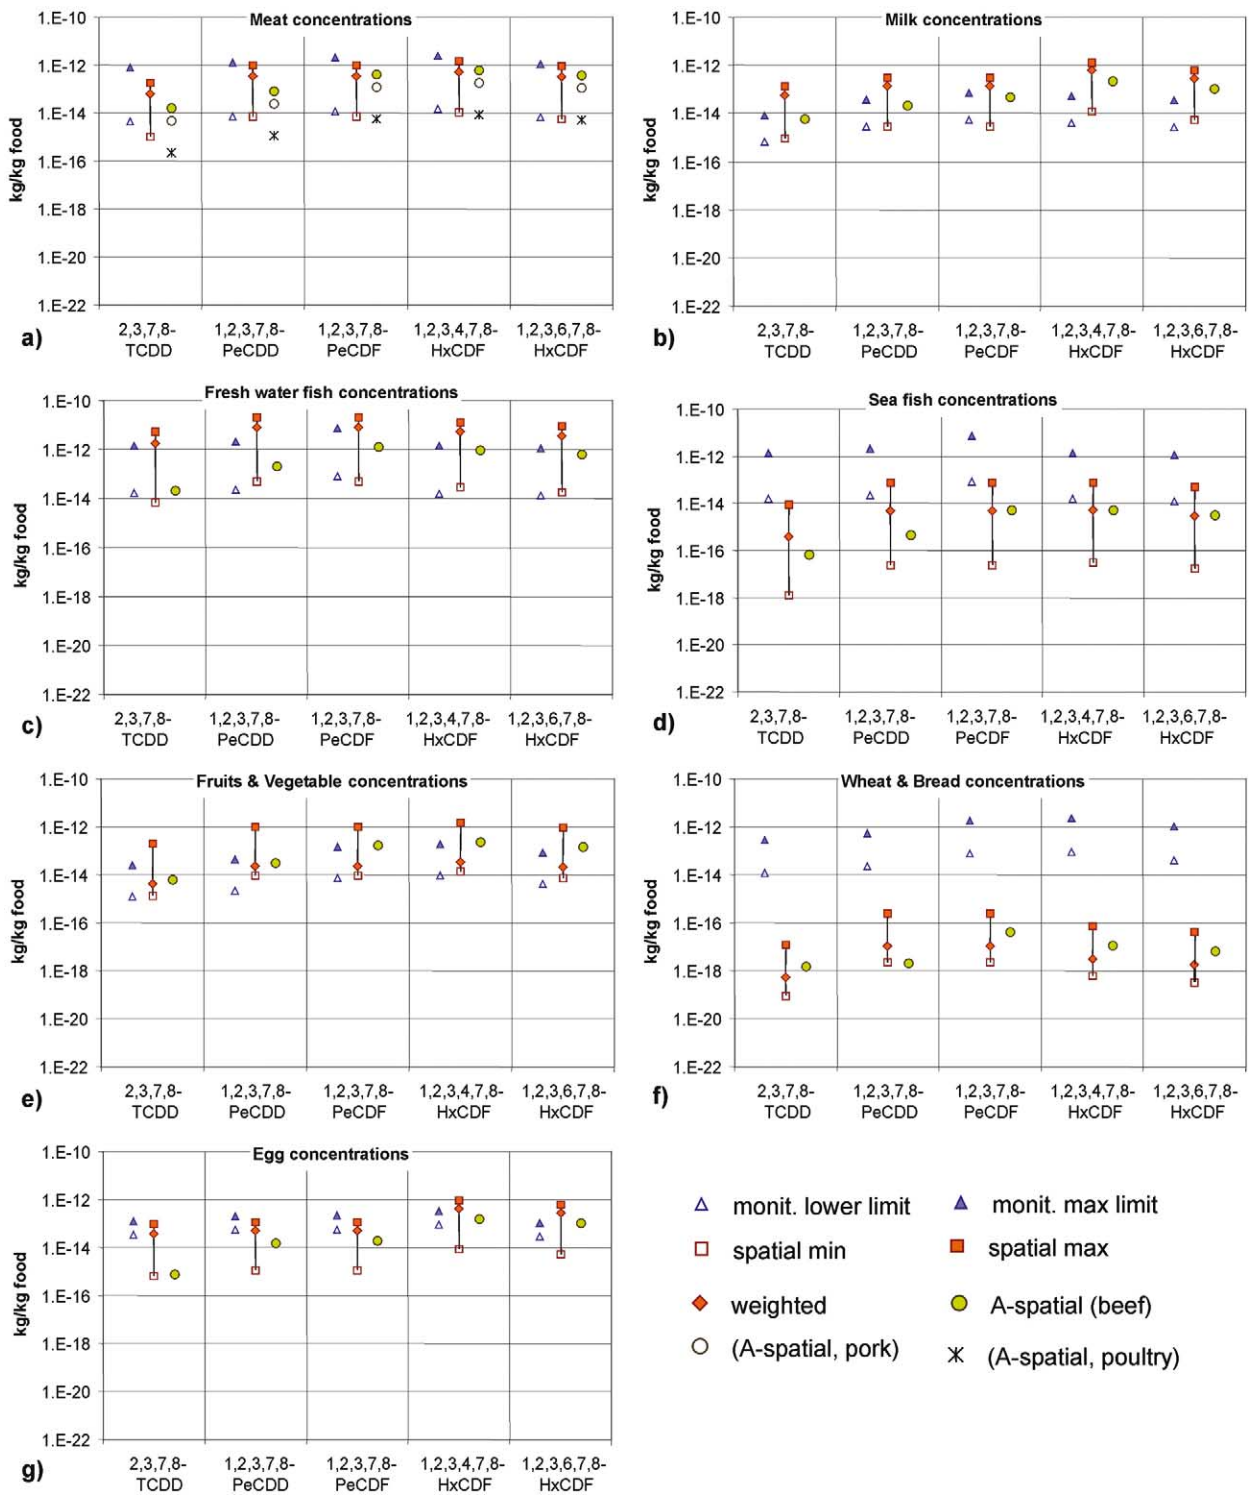 Meat concentrations
1.E-10
1.E-12
1.E-14
1.E-16
1.E-18
1.E-20
1.E-22
kg/kg food
2,3,7,8-
TCDD
1,2,3,7,8-
PeCDD
1,2,3,7,8-
PeCDF
1,2,3,4,7,8-
HxCDF
1,2,3,6,7,8-
HxCDF
a)
Milk concentrations
1.E-10
1.E-12
1.E-14
1.E-16
1.E-18
1.E-20
1.E-22
kg/kg food
2,3,7,8-
TCDD
1,2,3,7,8-
PeCDD
1,2,3,7,8-
PeCDF
1,2,3,4,7,8-
HxCDF
1,2,3,6,7,8-
HxCDF
b)
Fresh water fish concentrations
1.E-10
1.E-12
1.E-14
1.E-16
1.E-18
1.E-20
1.E-22
kg/kg food
2,3,7,8-
TCDD
1,2,3,7,8-
PeCDD
1,2,3,7,8-
PeCDF
1,2,3,4,7,8-
HxCDF
1,2,3,6,7,8-
HxCDF
c)
Sea fish concentrations
1.E-10
1.E-12
1.E-14
1.E-16
1.E-18
1.E-20
1.E-22
kg/kg food
2,3,7,8-
TCDD
1,2,3,7,8-
PeCDD
1,2,3,7,8-
PeCDF
1,2,3,4,7,8-
HxCDF
1,2,3,6,7,8-
HxCDF
d)
Fruits & Vegetable concentrations
1.E-10
1.E-12
1.E-14
1.E-16
1.E-18
1.E-20
1.E-22
kg/kg food
2,3,7,8-
TCDD
1,2,3,7,8-
PeCDD
1,2,3,7,8-
PeCDF
1,2,3,4,7,8-
HxCDF
1,2,3,6,7,8-
HxCDF
e)
Wheat & Bread concentrations
1.E-10
1.E-12
1.E-14
1.E-16
1.E-18
1.E-20
1.E-22
kg/kg food
2,3,7,8-
TCDD
1,2,3,7,8-
PeCDD
1,2,3,7,8-
PeCDF
1,2,3,4,7,8-
HxCDF
1,2,3,6,7,8-
HxCDF
f)
Egg concentrations
1.E-10
1.E-12
1.E-14
1.E-16
1.E-18
1.E-20
1.E-22
kg/kg food
2,3,7,8-
TCDD
1,2,3,7,8-
PeCDD
1,2,3,7,8-
PeCDF
1,2,3,4,7,8-
HxCDF
1,2,3,6,7,8-
HxCDF
g)
monit. lower limit
monit. max limit
spatial min
spatial max
weighted
A-spatial (beef)
(A-spatial, pork)
(A-spatial, poultry)